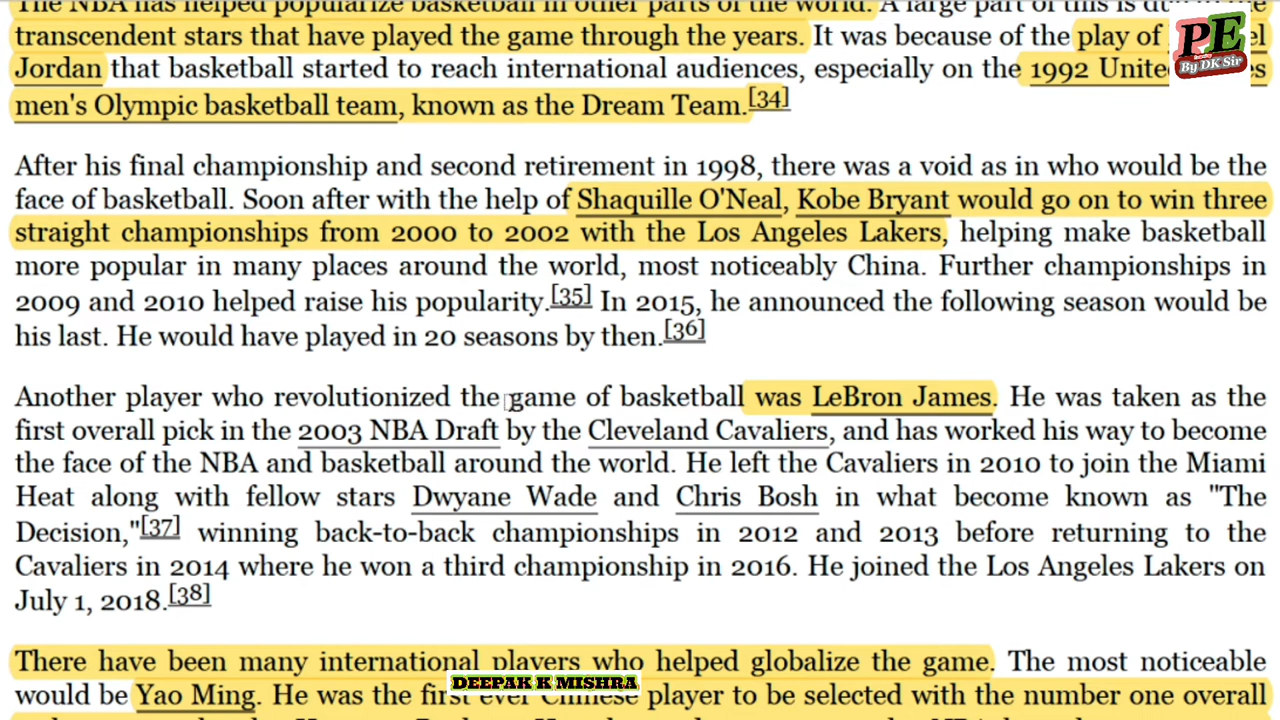 The NBA has helped popularize basketball in other parts of the world. A large part of this is the
transcendent stars that have played the game through the years. It was because of the play of el
Jordan that basketball started to reach international audiences, especially on the 1992 Unite es
men's Olympic basketball team, known as the Dream Team.[34]
PE
By DK Sir
After his final championship and second retirement in 1998, there was a void as in who would be the
face of basketball. Soon after with the help of Shaquille O'Neal, Kobe Bryant would go on to win three
straight championships from 2000 to 2002 with the Los Angeles Lakers, helping make basketball
more popular in many places around the world, most noticeably China. Further championships in
2009 and 2010 helped raise his popularity.[35] In 2015, he announced the following season would be
his last. He would have played in 20 seasons by then.[36]
Another player who revolutionized the game of basketball was LeBron James. He was taken as the
first overall pick in the 2003 NBA Draft by the Cleveland Cavaliers, and has worked his way to become
the face of the NBA and basketball around the world. He left the Cavaliers in 2010 to join the Miami
Heat along with fellow stars Dwyane Wade and Chris Bosh in what become known as "The
Decision,"[37] winning back-to-back championships in 2012 and 2013 before returning to the
Cavaliers in 2014 where he won a third championship in 2016. He joined the Los Angeles Lakers on
July 1, 2018.[38]
There have been many international players who helped globalize the game. The most noticeable
DEEPAK K MISHRA
would be Yao Ming. He was the first ever Chinese player to be selected with the number one overall